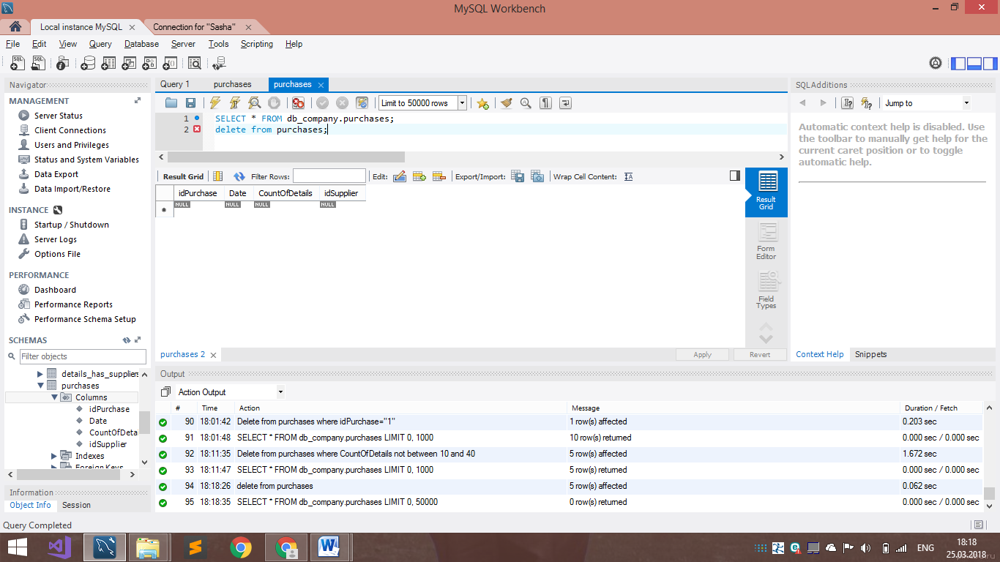 MySQL Workbench
Local instance MySQL
Connection for "Sasha"
File Edit View Query Database Server Tools Scripting Help
Navigator
MANAGEMENT
Server Status
Client Connections
Users and Privileges
Status and System Variables
Data Export
Data Import/Restore
INSTANCE
Startup / Shutdown
Server Logs
Options File
PERFORMANCE
Dashboard
Performance Reports
Performance Schema Setup
SCHEMAS
Filter objects
details_has_suppliers
purchases
Columns
idPurchase
Date
CountOfDeta
idSupplier
Indexes
Foreign Keys
Information
Object Info Session
Query 1 purchases purchases
Limit to 50000 rows
1 SELECT * FROM db_company.purchases;
2 delete from purchases;
Result Grid Filter Rows: Edit: Export/Import: Wrap Cell Content:
idPurchase Date CountOfDetails idSupplier
NULL NULL NULL NULL
Result Grid
Form Editor
Field Types
purchases 2
Apply Revert
SQLAdditions
Jump to
Automatic context help is disabled. Use
the toolbar to manually get help for the
current caret position or to toggle
automatic help.
Context Help Snippets
Output
Action Output
# Time Action Message Duration / Fetch
90 18:01:42 Delete from purchases where idPurchase="1" 1 row(s) affected 0.203 sec
91 18:01:48 SELECT * FROM db_company.purchases LIMIT 0, 1000 10 row(s) returned 0.000 sec / 0.000 sec
92 18:11:35 Delete from purchases where CountOfDetails not between 10 and 40 5 row(s) affected 1.672 sec
93 18:11:47 SELECT * FROM db_company.purchases LIMIT 0, 1000 5 row(s) returned 0.000 sec / 0.000 sec
94 18:18:26 delete from purchases 5 row(s) affected 0.062 sec
95 18:18:35 SELECT * FROM db_company.purchases LIMIT 0, 50000 0 row(s) returned 0.000 sec / 0.000 sec
Query Completed
ENG
18:18
25.03.2018